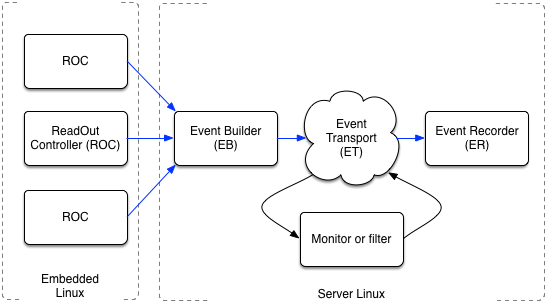 ROC
ReadOut
Controller (ROC)
ROC
Event Builder
(EB)
Event
Transport
(ET)
Event Recorder
(ER)
Monitor or filter
Embedded
Linux
Server Linux